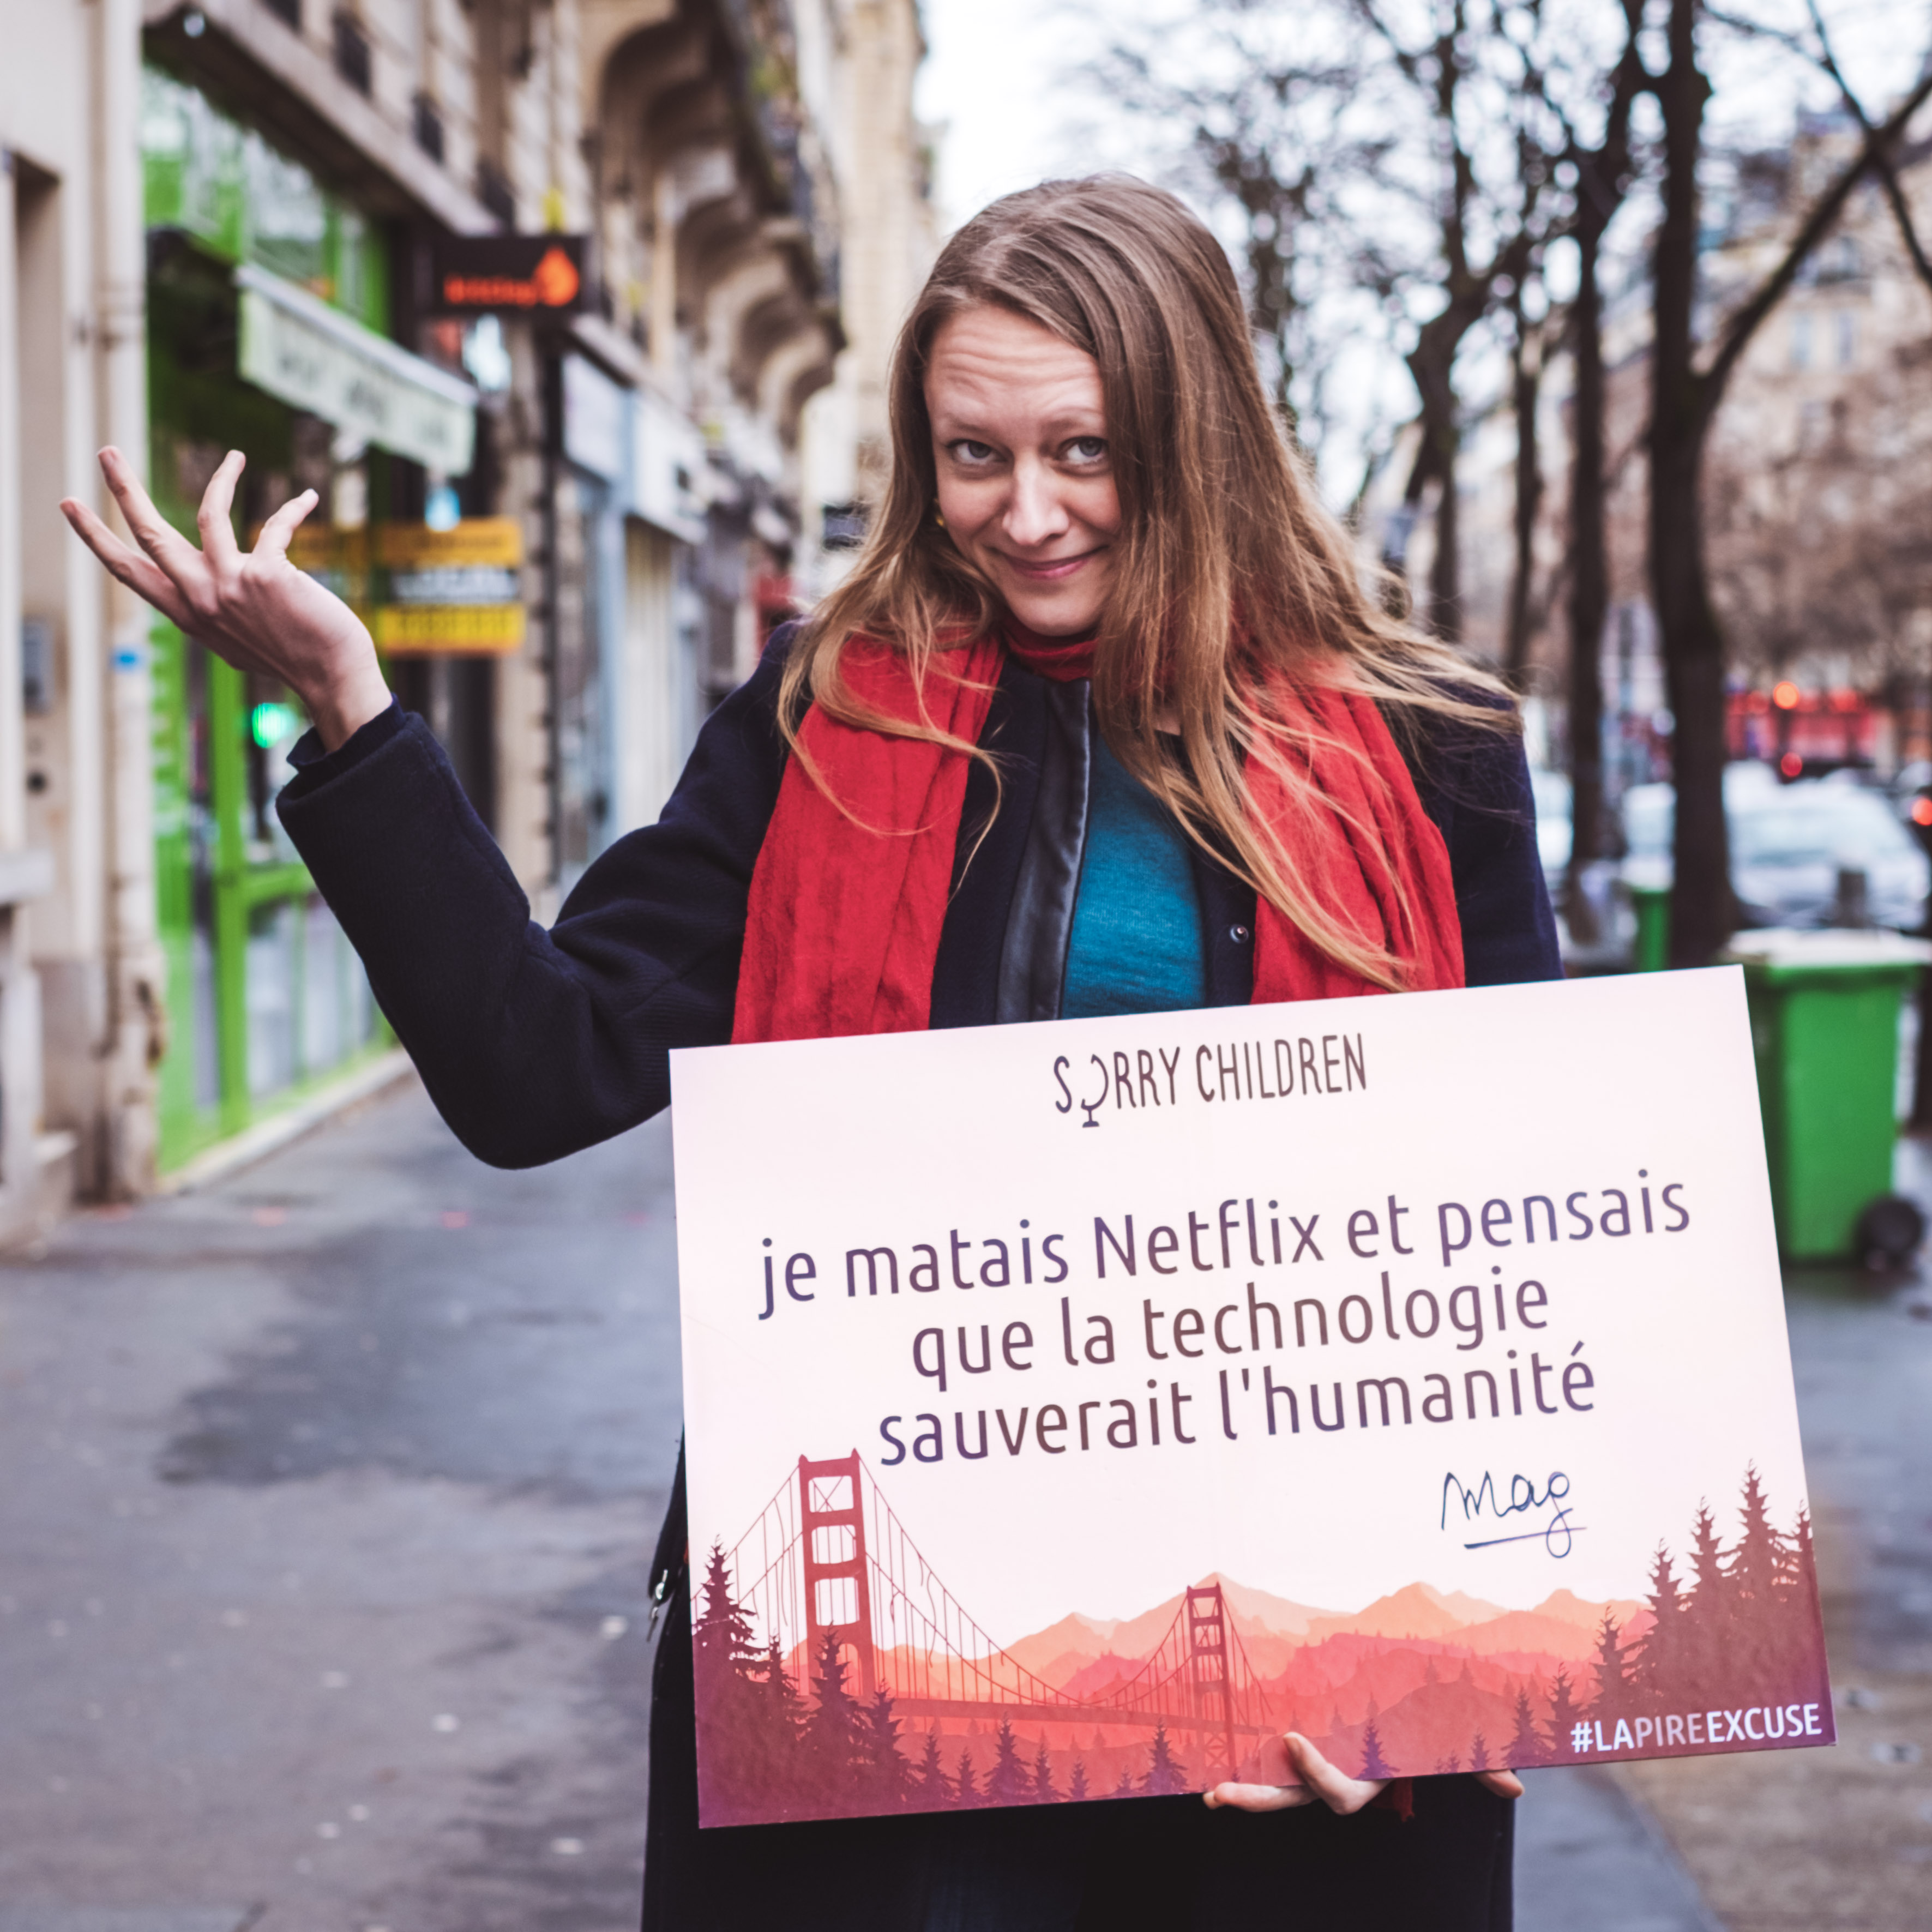 SORRY CHILDREN
je matais Netflix et pensais
que la technologie
sauverait l'humanité
Mag
#LAPIREEXCUSE